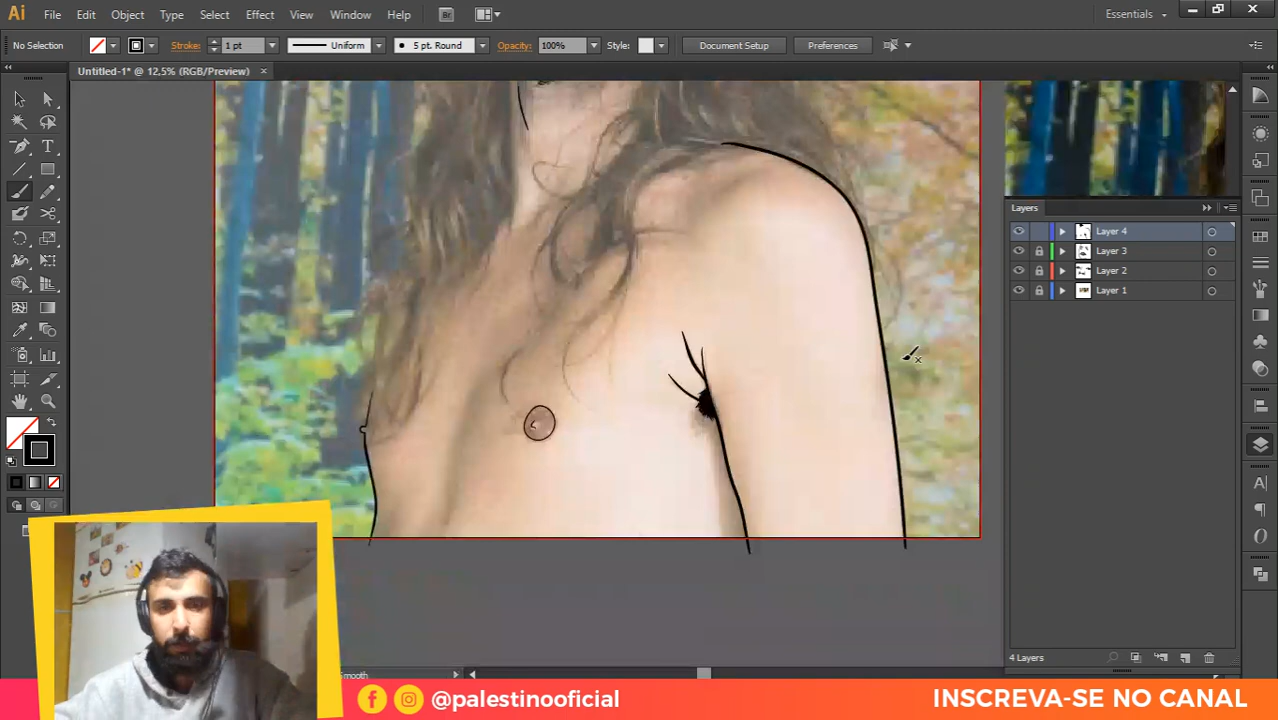 Ai File Edit Object Type Select Effect View Window Help Br Essentials
No Selection Stroke: 1 pt Uniform 5 pt. Round Opacity: 100% Style: Document Setup Preferences
Untitled-1* @ 12,5% (RGB/Preview)
Layers
Layer 4
Layer 3
Layer 2
Layer 1
4 Layers
@palestinooficial INSCREVA-SE NO CANAL